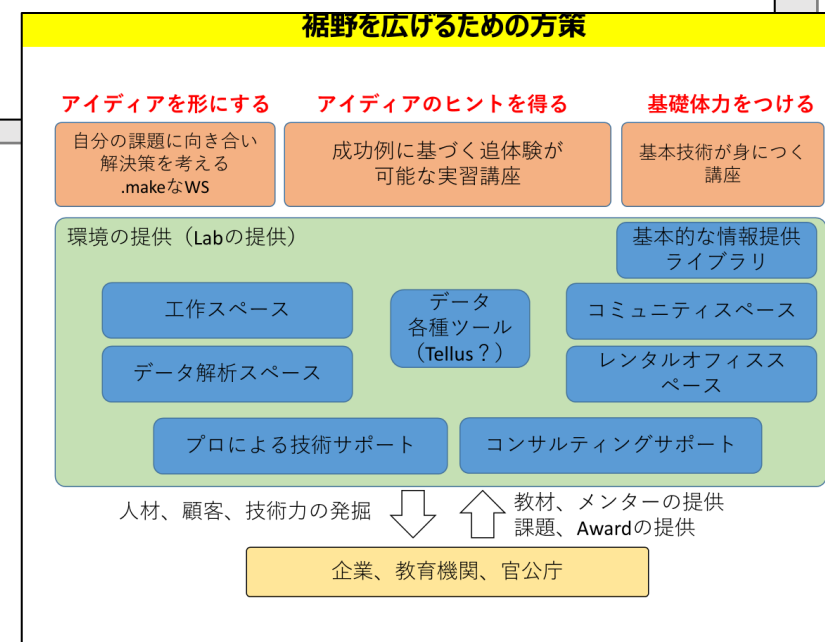 裾野を広げるための方策
アイディアを形にする
アイディアのヒントを得る
基礎体力をつける
自分の課題に向き合い
解決策を考える
.makeなWS
成功例に基づく追体験が
可能な実習講座
基本技術が身につく
講座
環境の提供（Labの提供）
基本的な情報提供
ライブラリ
工作スペース
データ
各種ツール
（Tellus？）
コミュニティスペース
データ解析スペース
レンタルオフィスス
ペース
プロによる技術サポート
コンサルティングサポート
人材、顧客、技術力の発掘
教材、メンターの提供
課題、Awardの提供
企業、教育機関、官公庁